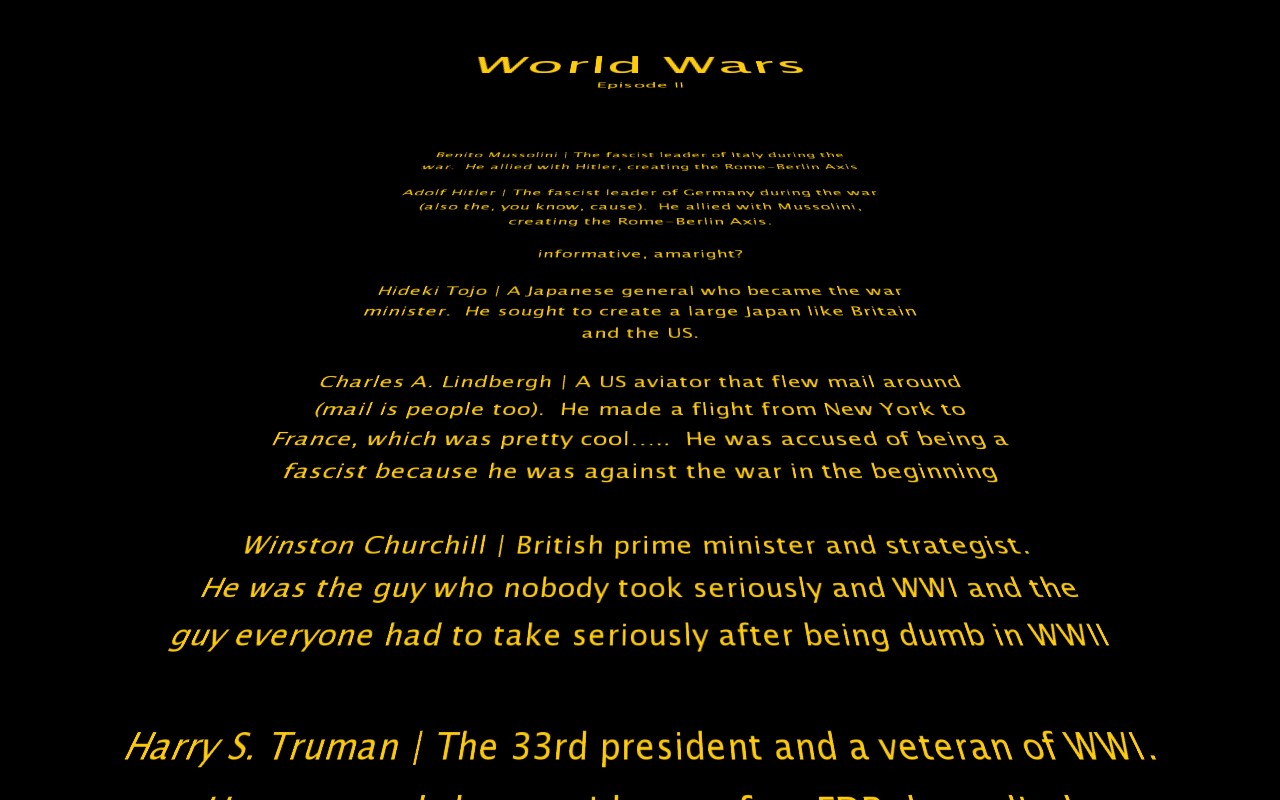 World Wars
Episode II
Benito Mussolini | The fascist leader of Italy during the
war.  He allied with Hitler, creating the Rome-Berlin Axis
Adolf Hitler | The fascist leader of Germany during the war
(also the, you know, cause).  He allied with Mussolini,
creating the Rome-Berlin Axis.
informative, amaright?
Hideki Tojo | A Japanese general who became the war
minister.  He sought to create a large Japan like Britain
and the US.
Charles A. Lindbergh | A US aviator that flew mail around
(mail is people too).  He made a flight from New York to
France, which was pretty cool.....  He was accused of being a
fascist because he was against the war in the beginning
Winston Churchill | British prime minister and strategist.
He was the guy who nobody took seriously and WWI and the
guy everyone had to take seriously after being dumb in WWII
Harry S. Truman | The 33rd president and a veteran of WWI.